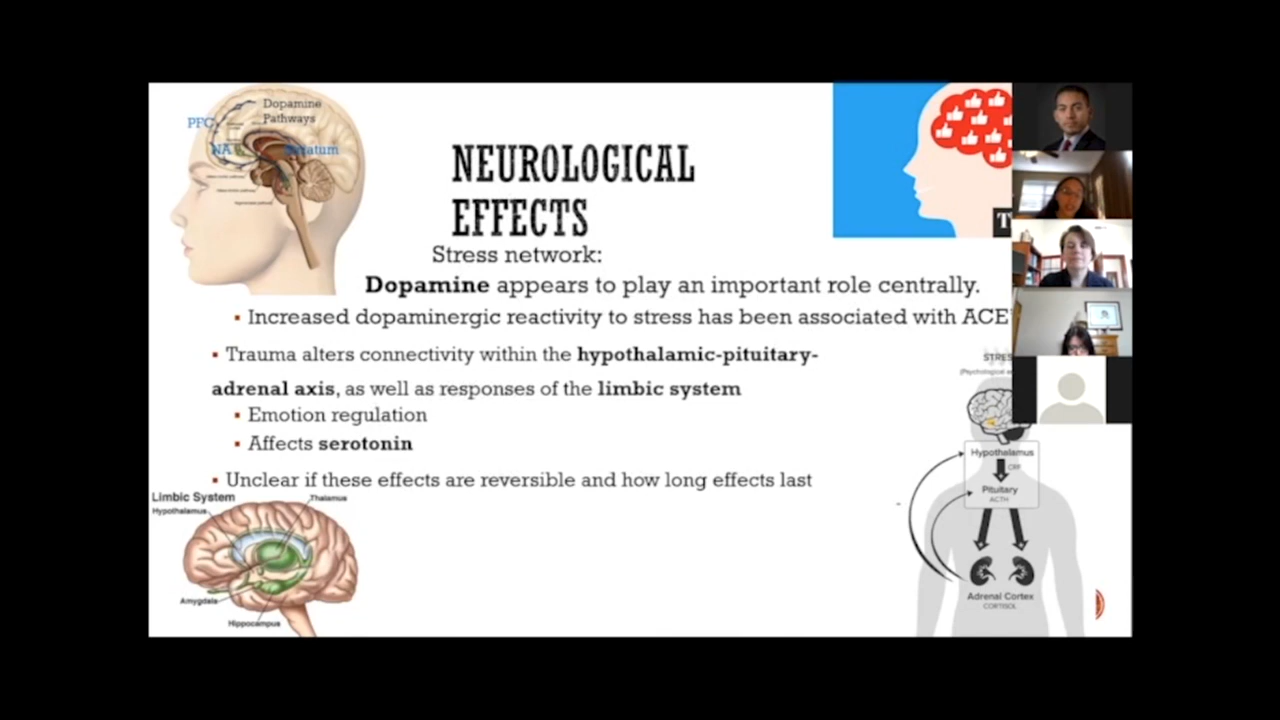 Dopamine
Pathways
PFC
NA
Striatum
NEUROLOGICAL
EFFECTS
Stress network:
Dopamine appears to play an important role centrally.
▪ Increased dopaminergic reactivity to stress has been associated with ACE
▪ Trauma alters connectivity within the hypothalamic-pituitary-
adrenal axis, as well as responses of the limbic system
▪ Emotion regulation
▪ Affects serotonin
▪ Unclear if these effects are reversible and how long effects last
Limbic System
Thalamus
Hypothalamus
Amygdala
Hippocampus
T
STRES
(Psychological
Hypothalamus
CRF
Pituitary
ACTH
Adrenal Cortex
CORTISOL